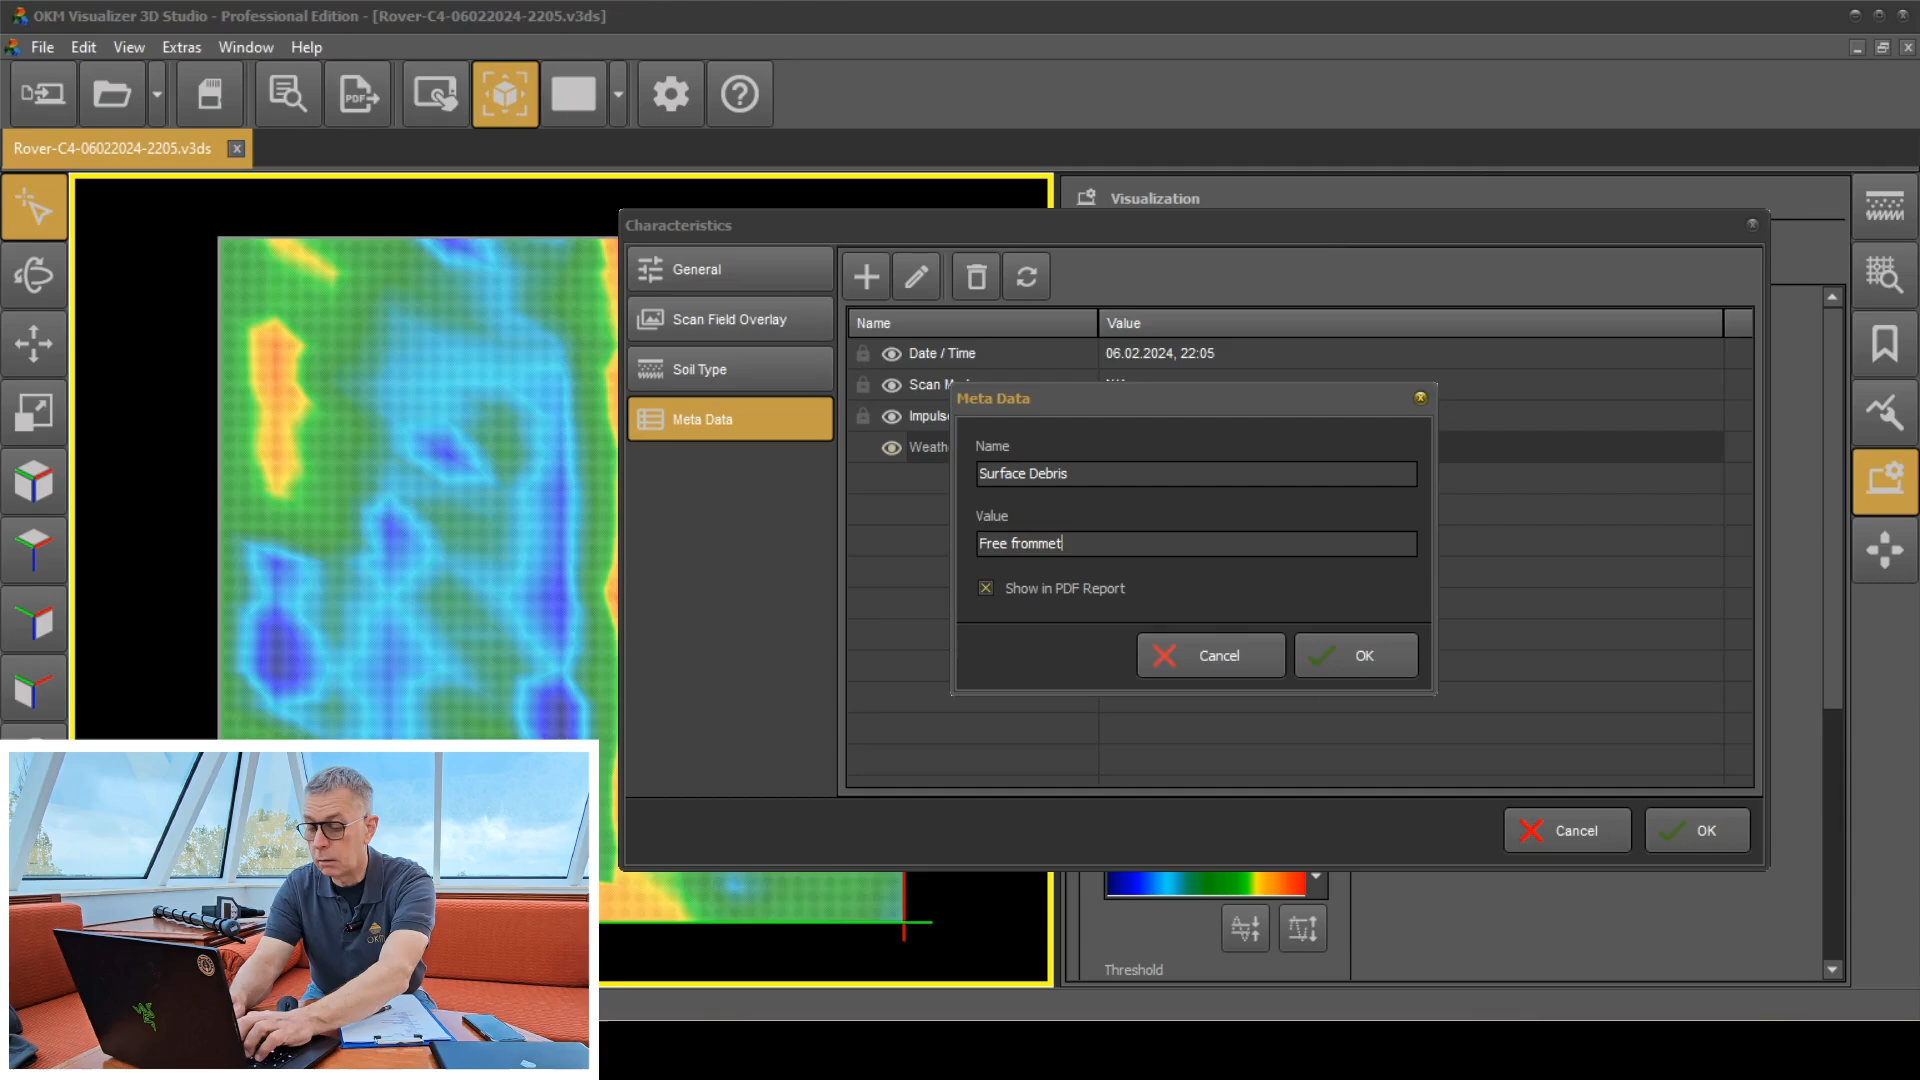 OKM Visualizer 3D Studio - Professional Edition - [Rover-C4-06022024-2205.v3ds]
File Edit View Extras Window Help
PDF
Rover-C4-06022024-2205.v3ds
Visualization
Characteristics
General
Scan Field Overlay
Soil Type
Meta Data
Name Value
Date / Time 06.02.2024, 22:05
Scan
Meta Data
Name
Surface Debris
Value
Free frommet
Show in PDF Report
Cancel OK
Cancel OK
Threshold
OKM